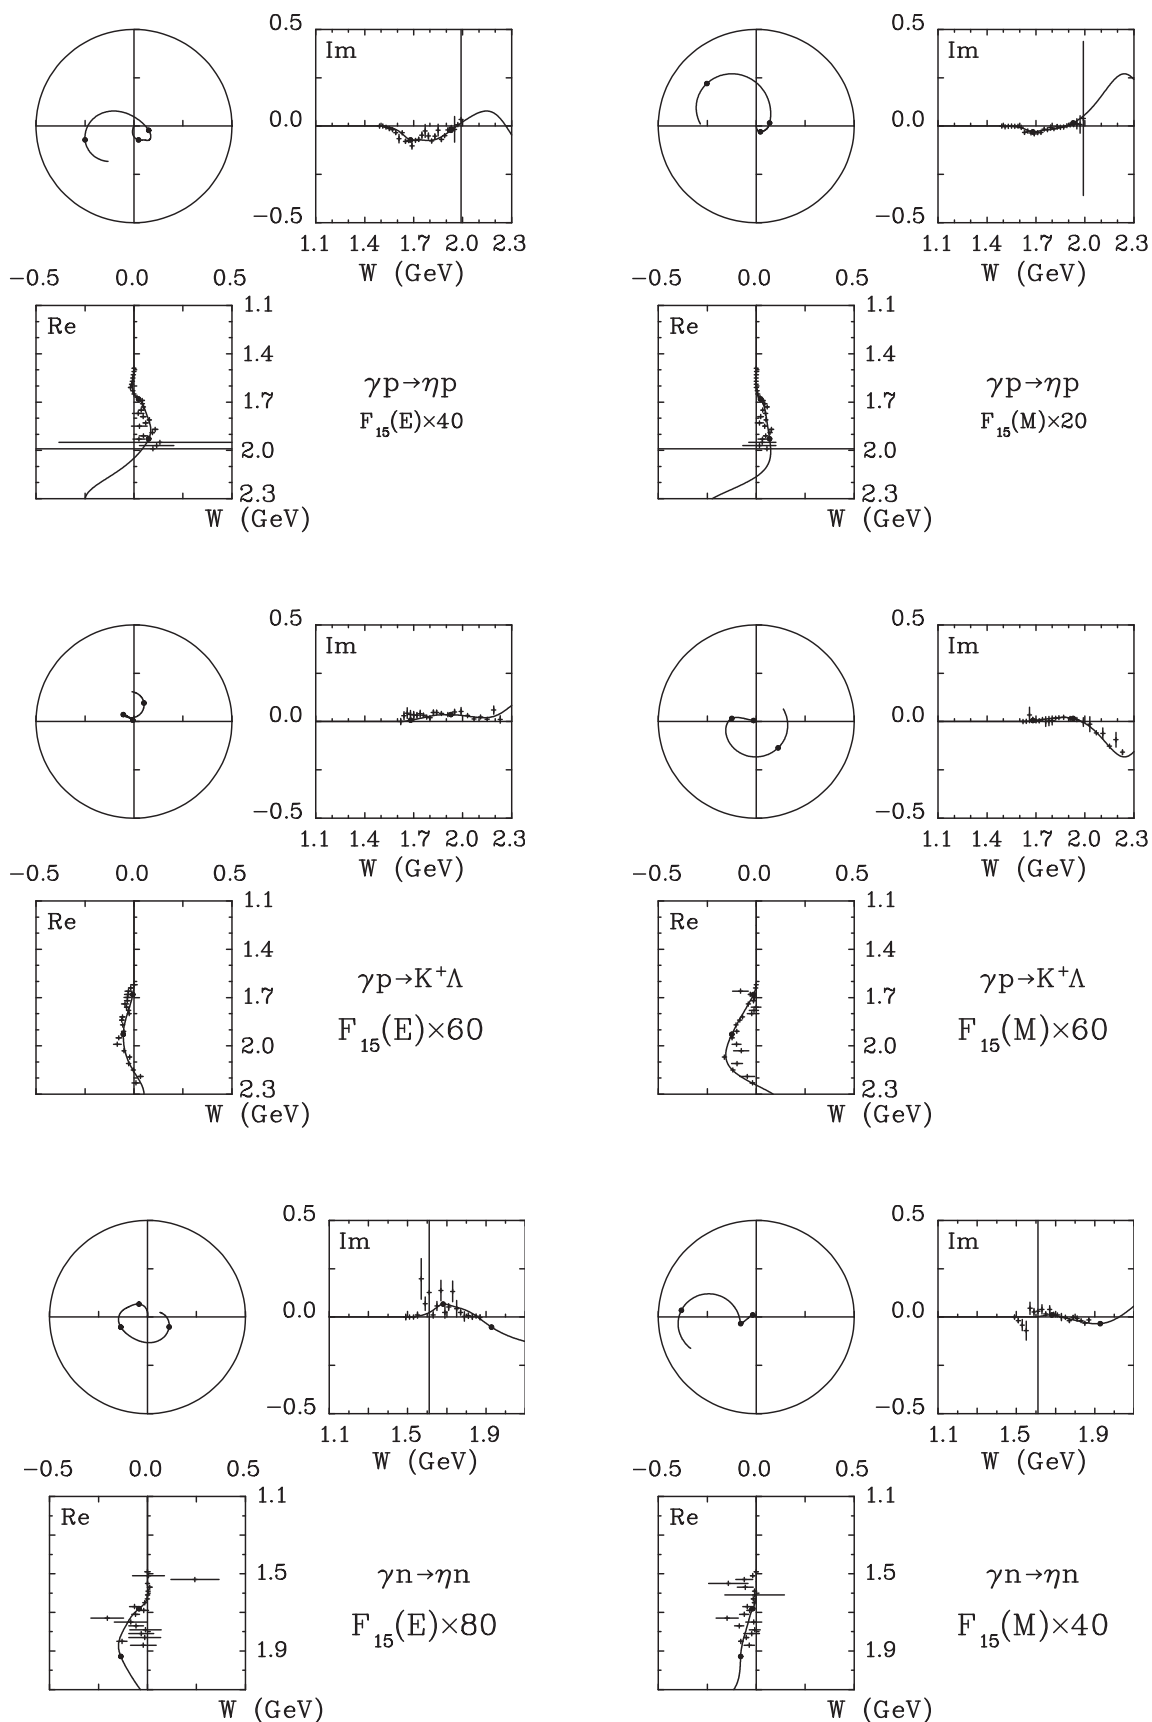 0.5 0.5
Im Im
0.0 0.0
−0.5 −0.5
1.1 1.4 1.7 2.0 2.3 1.1 1.4 1.7 2.0 2.3
W (GeV) W (GeV)
−0.5 0.0 0.5 −0.5 0.0 0.5
Re 1.1 Re 1.1
1.4 1.4
γp→ηp γp→ηp
1.7 1.7
F15(E)×40 F15(M)×20
2.0 2.0
2.3 2.3
W (GeV) W (GeV)
0.5 0.5
Im Im
0.0 0.0
−0.5 −0.5
1.1 1.4 1.7 2.0 2.3 1.1 1.4 1.7 2.0 2.3
W (GeV) W (GeV)
−0.5 0.0 0.5 −0.5 0.0 0.5
Re 1.1 Re 1.1
1.4 1.4
γp→K+Λ γp→K+Λ
1.7 1.7
F15(E)×60 F15(M)×60
2.0 2.0
2.3 2.3
W (GeV) W (GeV)
0.5 0.5
Im Im
0.0 0.0
−0.5 −0.5
1.1 1.5 1.9 1.1 1.5 1.9
W (GeV) W (GeV)
−0.5 0.0 0.5 −0.5 0.0 0.5
Re 1.1 Re 1.1
1.5 γn→ηn 1.5 γn→ηn
F15(E)×80 F15(M)×40
1.9 1.9
W (GeV) W (GeV)